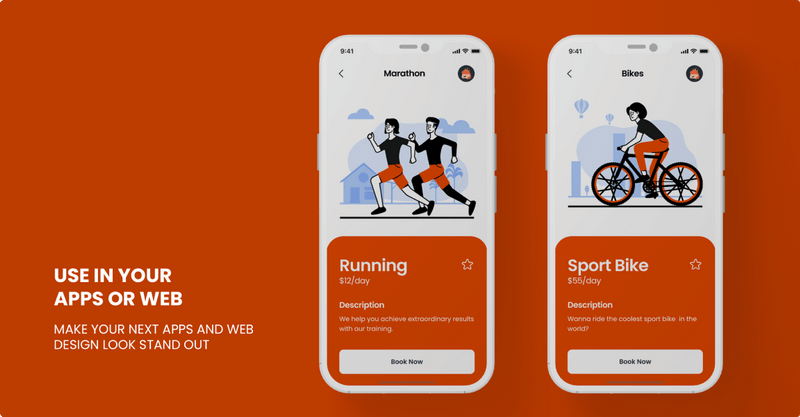 USE IN YOUR
APPS OR WEB
MAKE YOUR NEXT APPS AND WEB
DESIGN LOOK STAND OUT
9:41
Marathon
Running
$12/day
Description
We help you achieve extraordinary results
with our training.
Book Now
9:41
Bikes
Sport Bike
$55/day
Description
Wanna ride the coolest sport bike in the
world?
Book Now